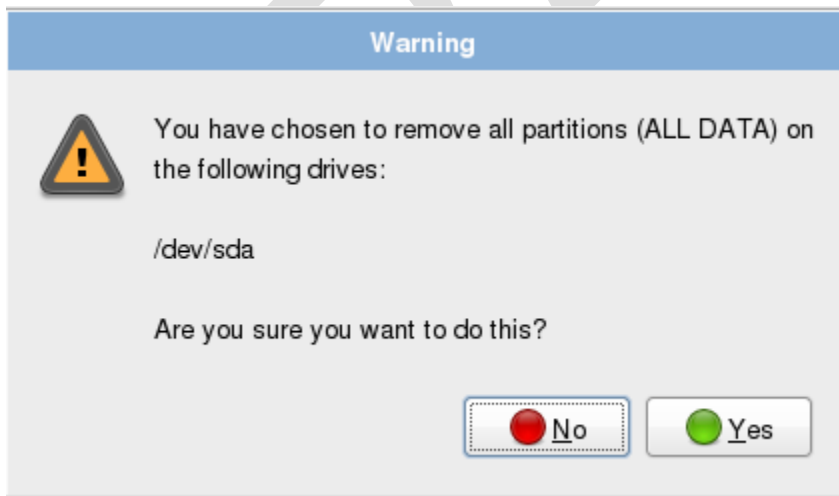 Warning
You have chosen to remove all partitions (ALL DATA) on
the following drives:
/dev/sda
Are you sure you want to do this?
No
Yes